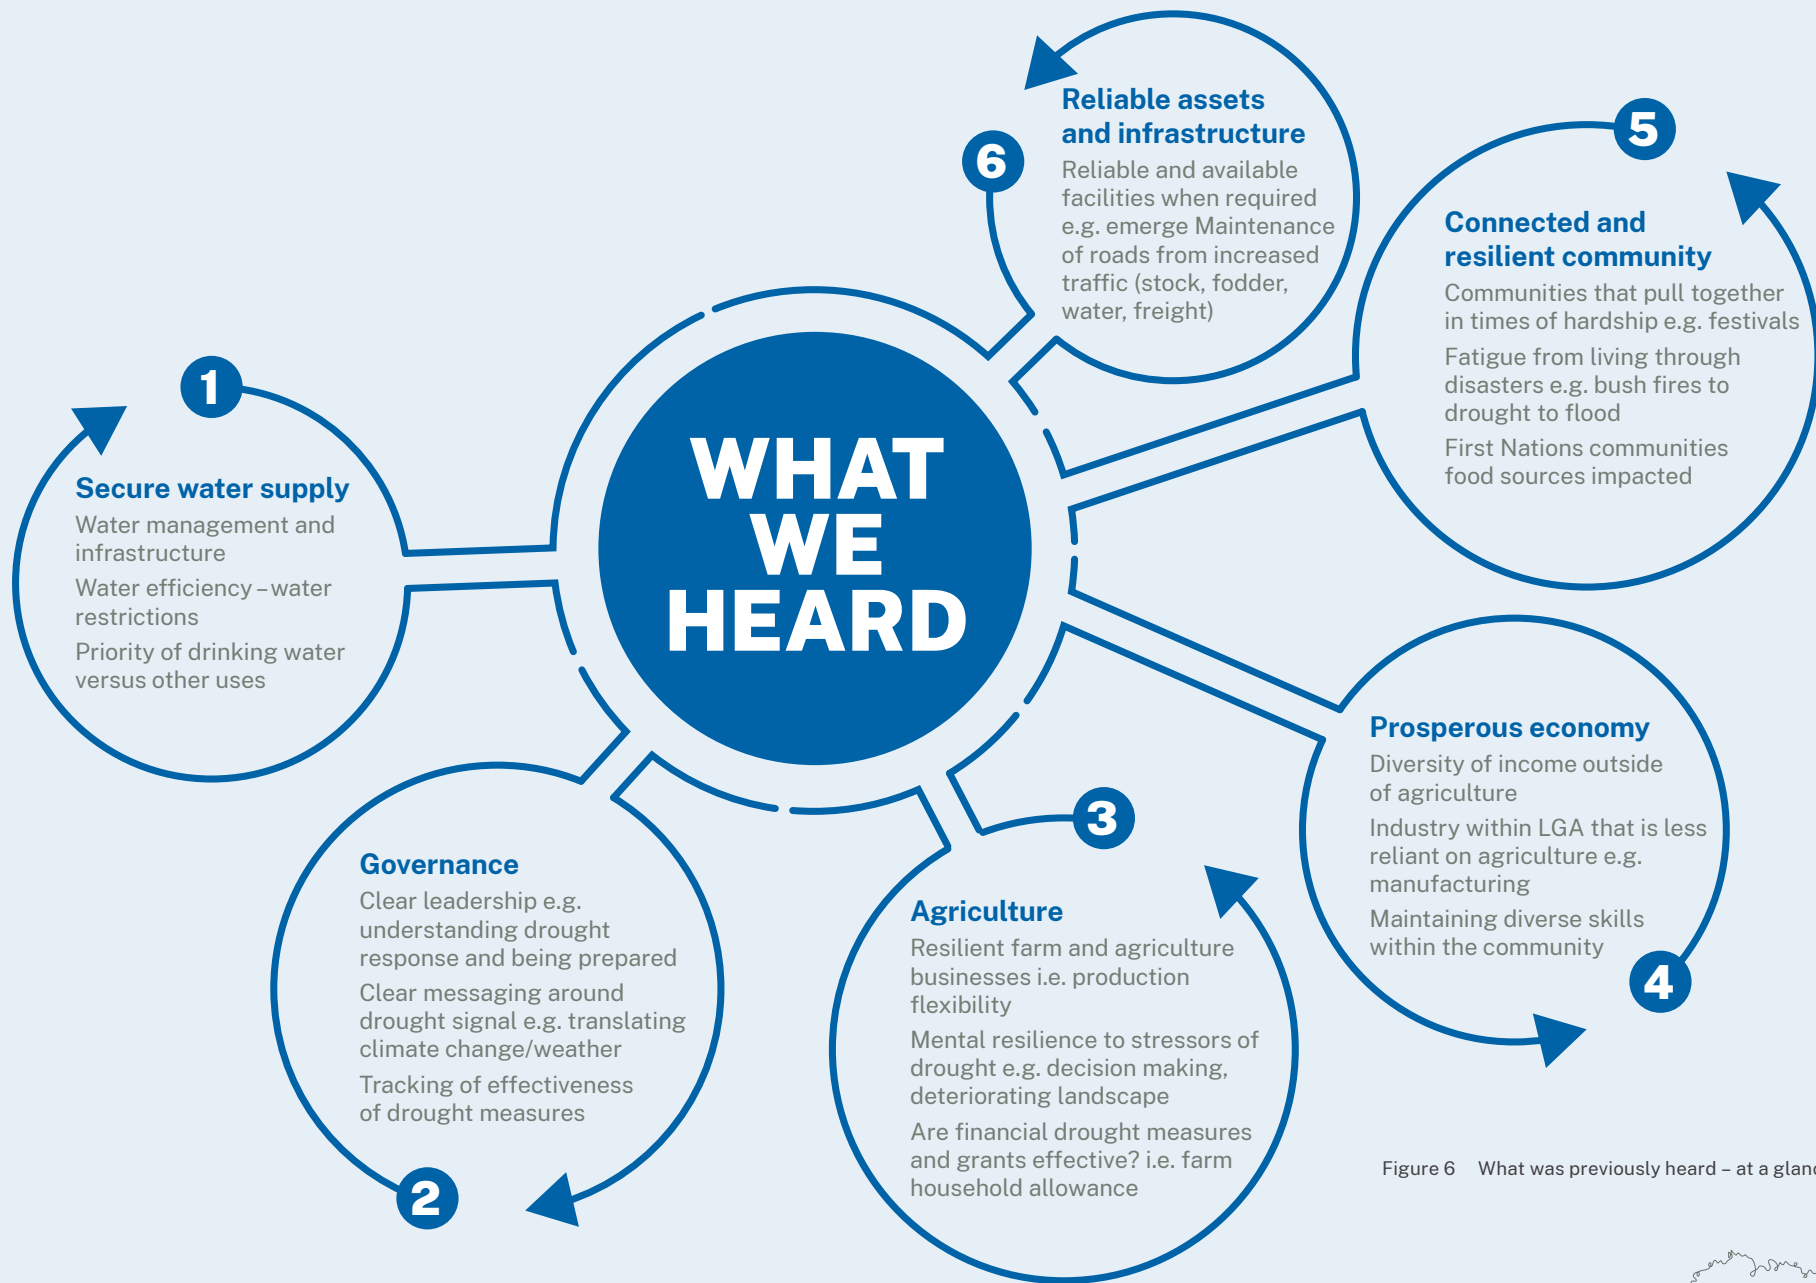 WHAT
WE
HEARD
1
Secure water supply
Water management and
infrastructure
Water efficiency – water
restrictions
Priority of drinking water
versus other uses
2
Governance
Clear leadership e.g.
understanding drought
response and being prepared
Clear messaging around
drought signal e.g. translating
climate change/weather
Tracking of effectiveness
of drought measures
3
Agriculture
Resilient farm and agriculture
businesses i.e. production
flexibility
Mental resilience to stressors of
drought e.g. decision making,
deteriorating landscape
Are financial drought measures
and grants effective? i.e. farm
household allowance
4
Prosperous economy
Diversity of income outside
of agriculture
Industry within LGA that is less
reliant on agriculture e.g.
manufacturing
Maintaining diverse skills
within the community
5
Connected and
resilient community
Communities that pull together
in times of hardship e.g. festivals
Fatigue from living through
disasters e.g. bush fires to
drought to flood
First Nations communities
food sources impacted
6
Reliable assets
and infrastructure
Reliable and available
facilities when required
e.g. emerge Maintenance
of roads from increased
traffic (stock, fodder,
water, freight)
Figure 6 What was previously heard – at a